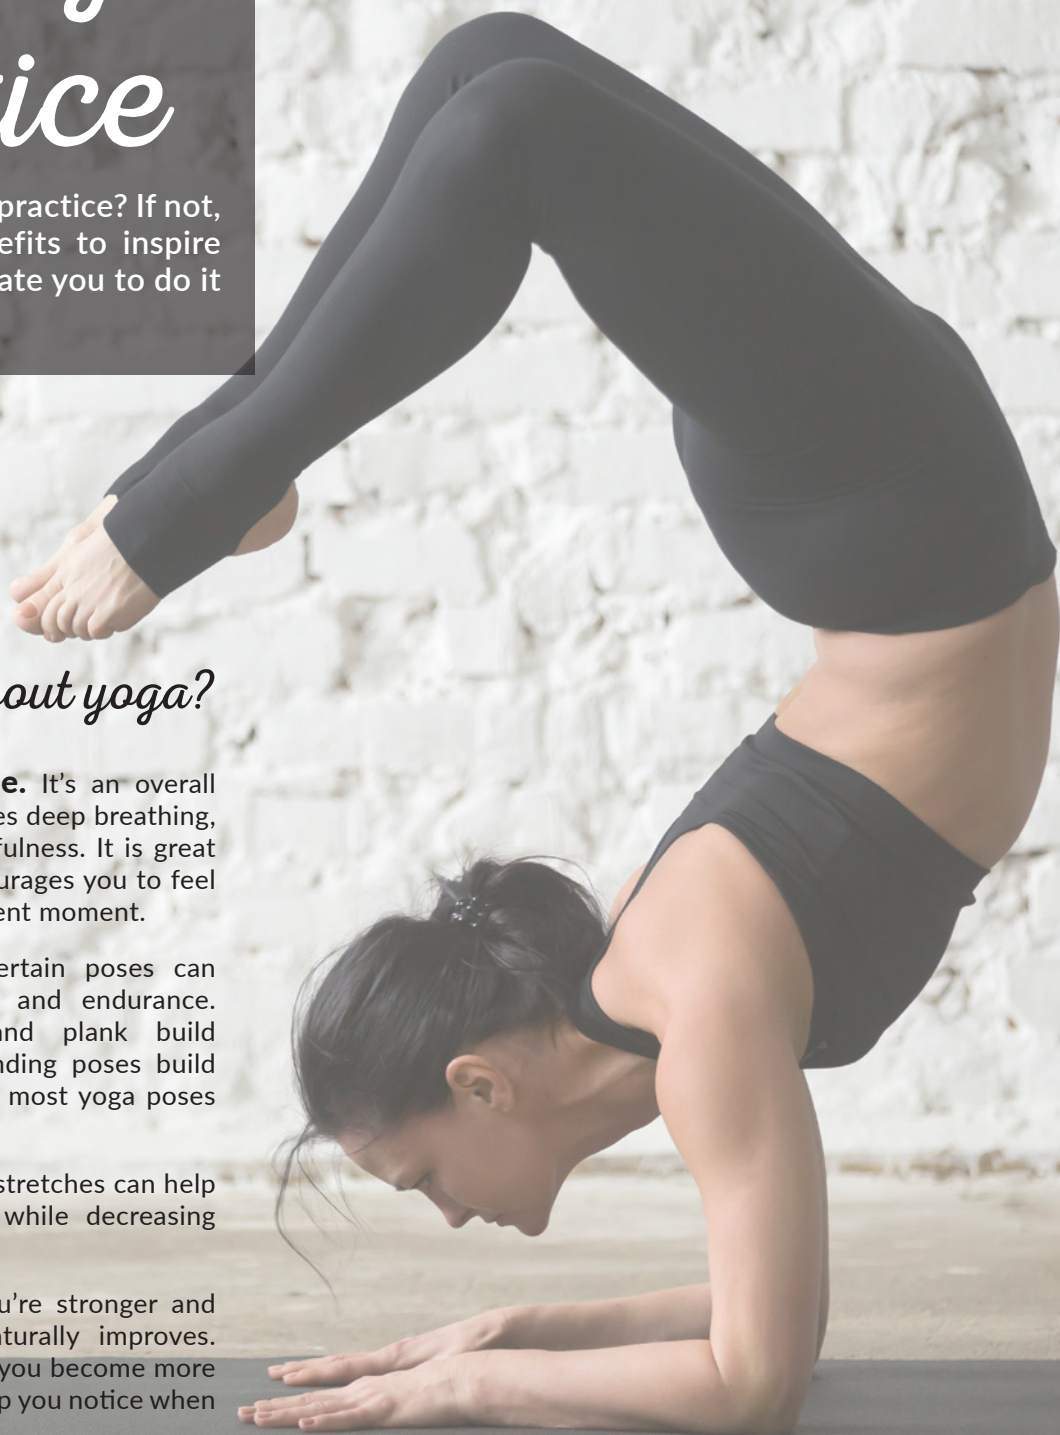 ice
practice? If not,
efits to inspire
ate you to do it
out yoga?
e. It's an overall
es deep breathing,
fulness. It is great
urages you to feel
ent moment.
ertain poses can
and endurance.
and plank build
nding poses build
most yoga poses
stretches can help
while decreasing
u're stronger and
aturally improves.
you become more
p you notice when